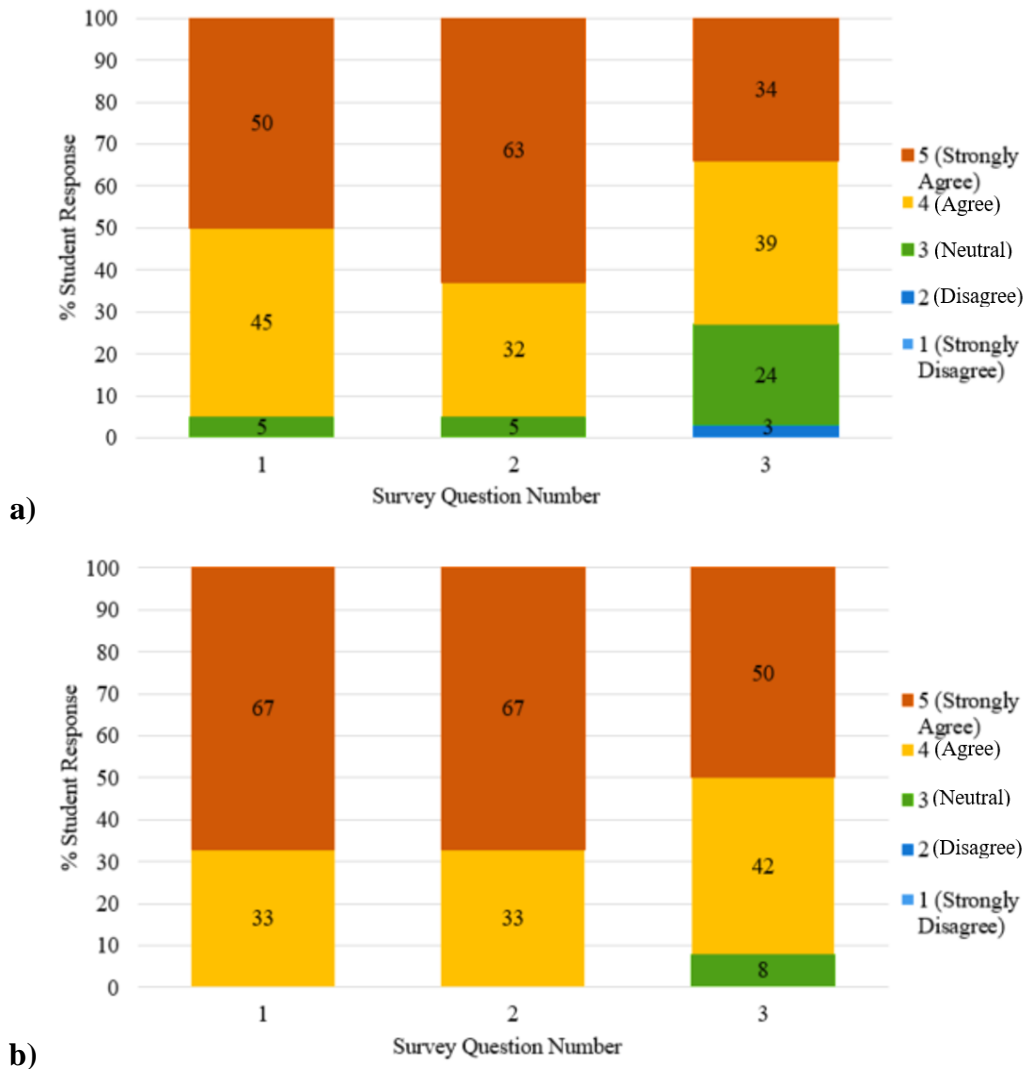 100
90
80
70
60
50
40
30
20
10
0
% Student Response
50
45
5
63
32
5
34
39
24
3
1
2
3
Survey Question Number
5 (Strongly
Agree)
4 (Agree)
3 (Neutral)
2 (Disagree)
1 (Strongly
Disagree)
a)
100
90
80
70
60
50
40
30
20
10
0
% Student Response
67
33
67
33
50
42
8
1
2
3
Survey Question Number
5 (Strongly
Agree)
4 (Agree)
3 (Neutral)
2 (Disagree)
1 (Strongly
Disagree)
b)